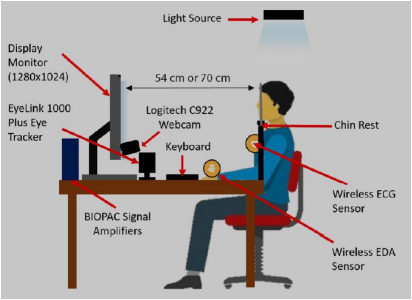 Light Source
Display
Monitor
(1280x1024)
54 cm or 70 cm
EyeLink 1000
Plus Eye
Tracker
Logitech C922
Webcam
Keyboard
Chin Rest
Wireless ECG
Sensor
BIOPAC Signal
Amplifiers
Wireless EDA
Sensor